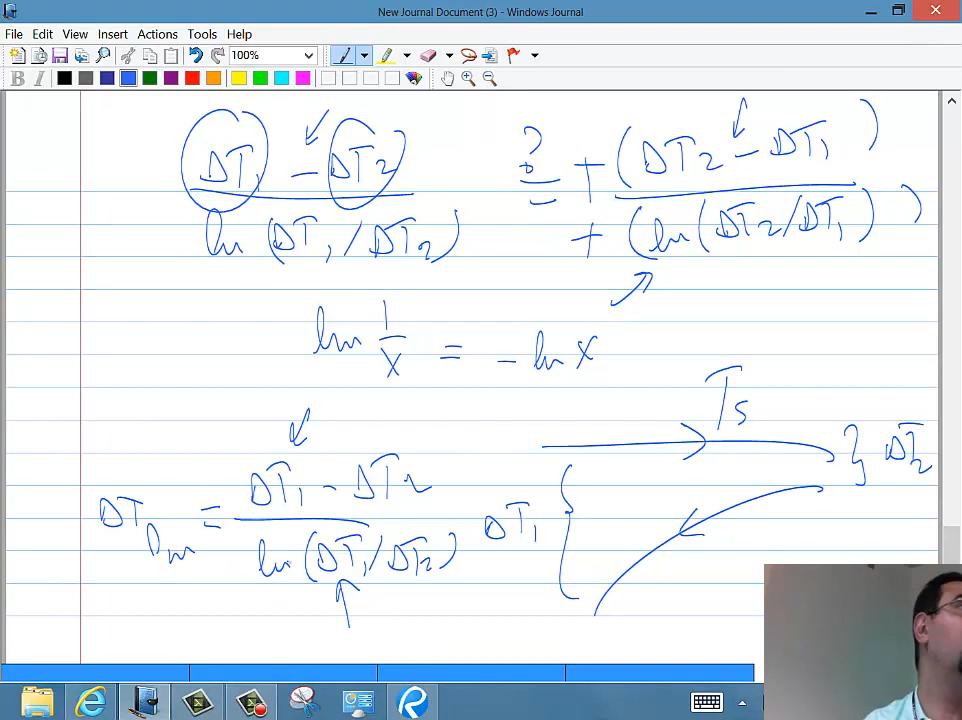 New Journal Document (3) - Windows Journal
File Edit View Insert Actions Tools Help
100%
B I
ΔT1 - ΔT2 ? = + (ΔT2 - ΔT1)
ln (ΔT1/ΔT2) + (ln(ΔT2/ΔT1))
ln 1/x = - ln x
Ts
} ΔT2
ΔTlm = ΔT1 - ΔT2 ΔT1 {
ln (ΔT1/ΔT2)